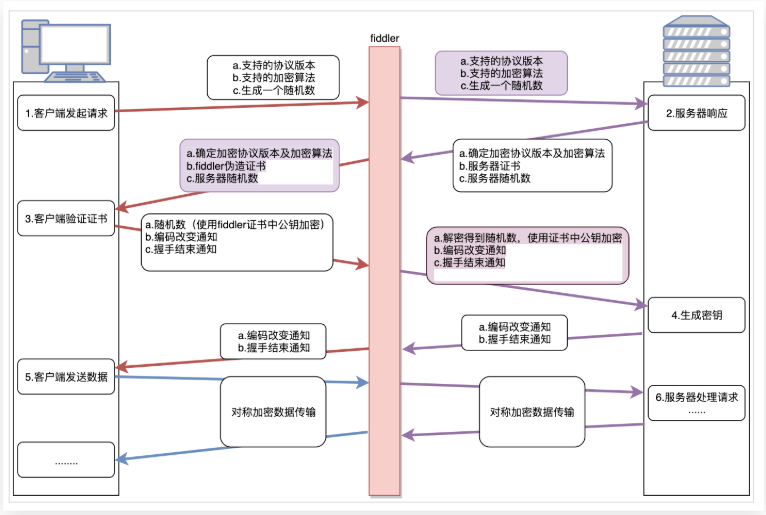 fiddler
a.支持的协议版本
b.支持的加密算法
c.生成一个随机数
a.支持的协议版本
b.支持的加密算法
c.生成一个随机数
1.客户端发起请求
2.服务器响应
a.确定加密协议版本及加密算法
b.fiddler伪造证书
c.服务器随机数
a.确定加密协议版本及加密算法
b.服务器证书
c.服务器随机数
3.客户端验证证书
a.随机数（使用fiddler证书中公钥加密）
b.编码改变通知
c.握手结束通知
a.解密得到随机数，使用证书中公钥加密
b.编码改变通知
c.握手结束通知
4.生成密钥
a.编码改变通知
b.握手结束通知
a.编码改变通知
b.握手结束通知
5.客户端发送数据
对称加密数据传输
对称加密数据传输
6.服务器处理请求
......
........